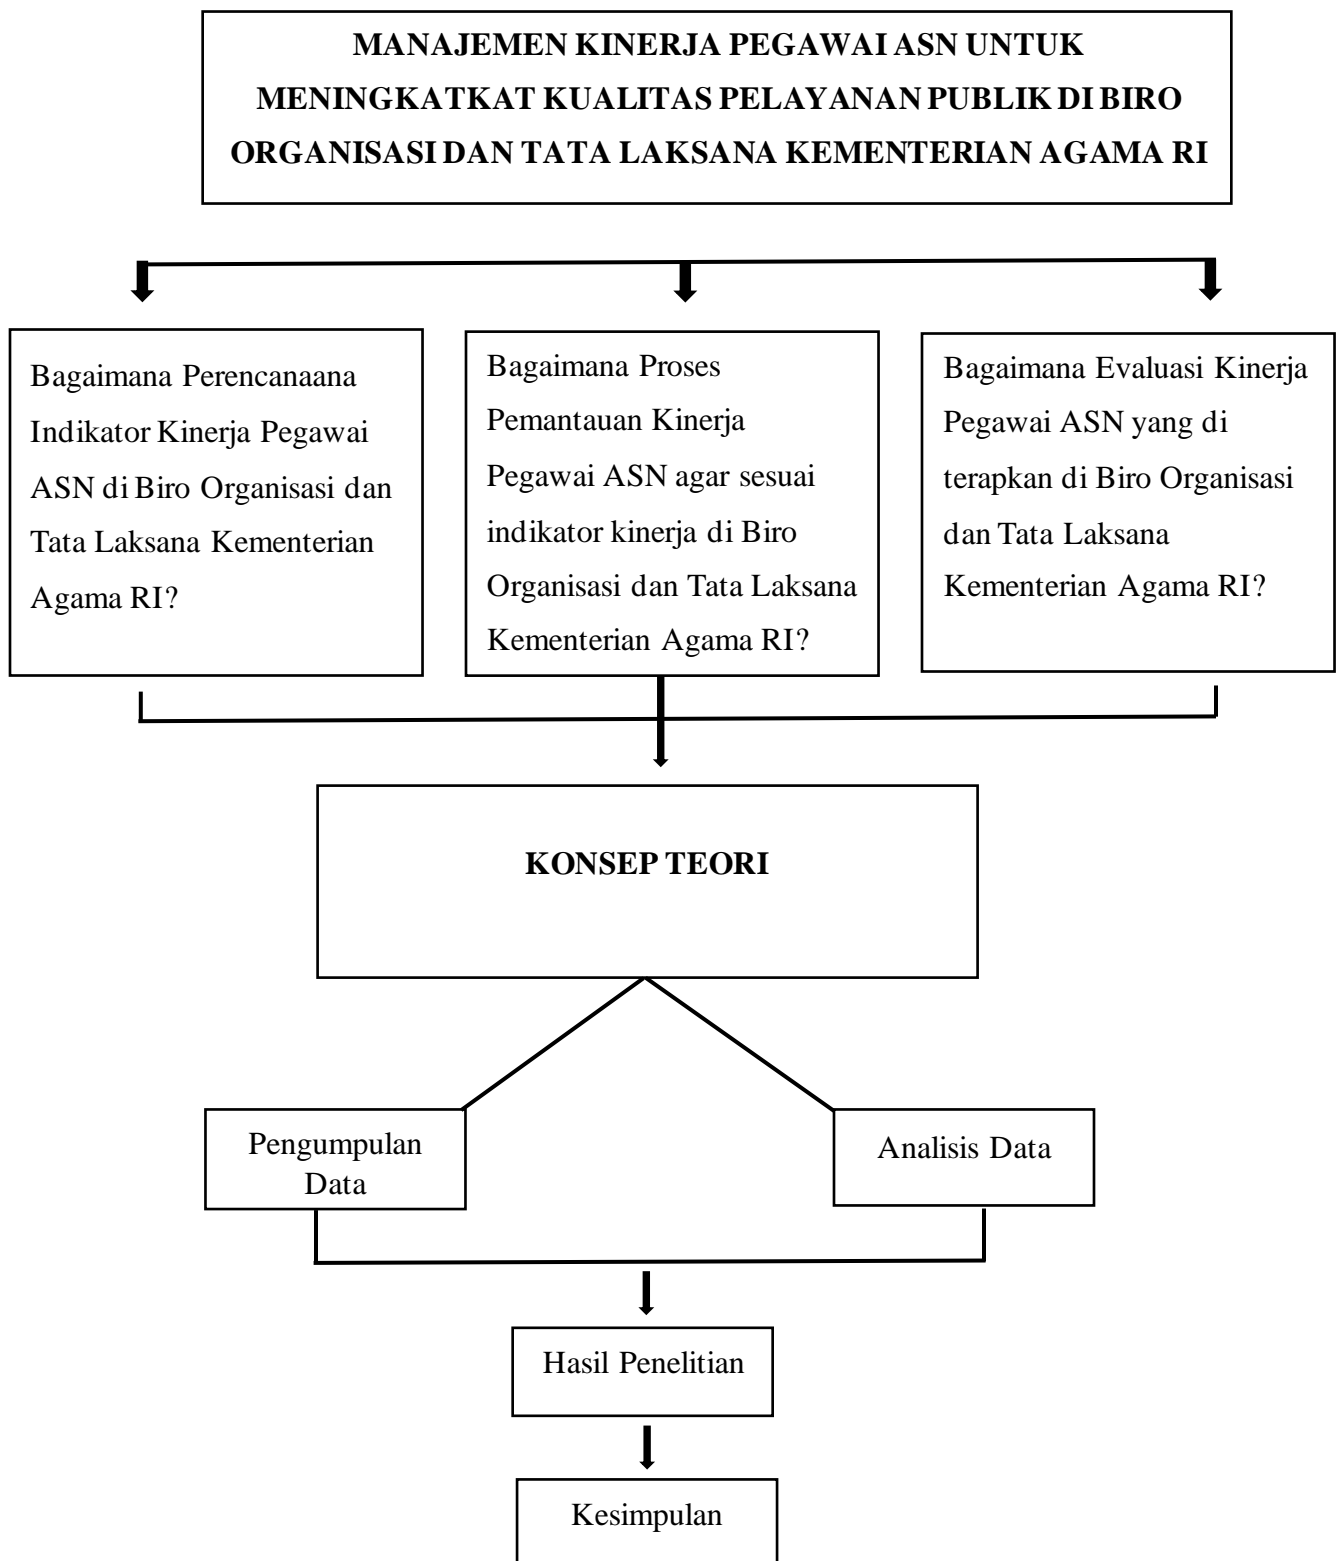 MANAJEMEN KINERJA PEGAWAI ASN UNTUK
MENINGKATKAT KUALITAS PELAYANAN PUBLIK DI BIRO
ORGANISASI DAN TATA LAKSANA KEMENTERIAN AGAMA RI
Bagaimana Perencanaana
Indikator Kinerja Pegawai
ASN di Biro Organisasi dan
Tata Laksana Kementerian
Agama RI?
Bagaimana Proses
Pemantauan Kinerja
Pegawai ASN agar sesuai
indikator kinerja di Biro
Organisasi dan Tata Laksana
Kementerian Agama RI?
Bagaimana Evaluasi Kinerja
Pegawai ASN yang di
terapkan di Biro Organisasi
dan Tata Laksana
Kementerian Agama RI?
KONSEP TEORI
Pengumpulan
Data
Analisis Data
Hasil Penelitian
Kesimpulan